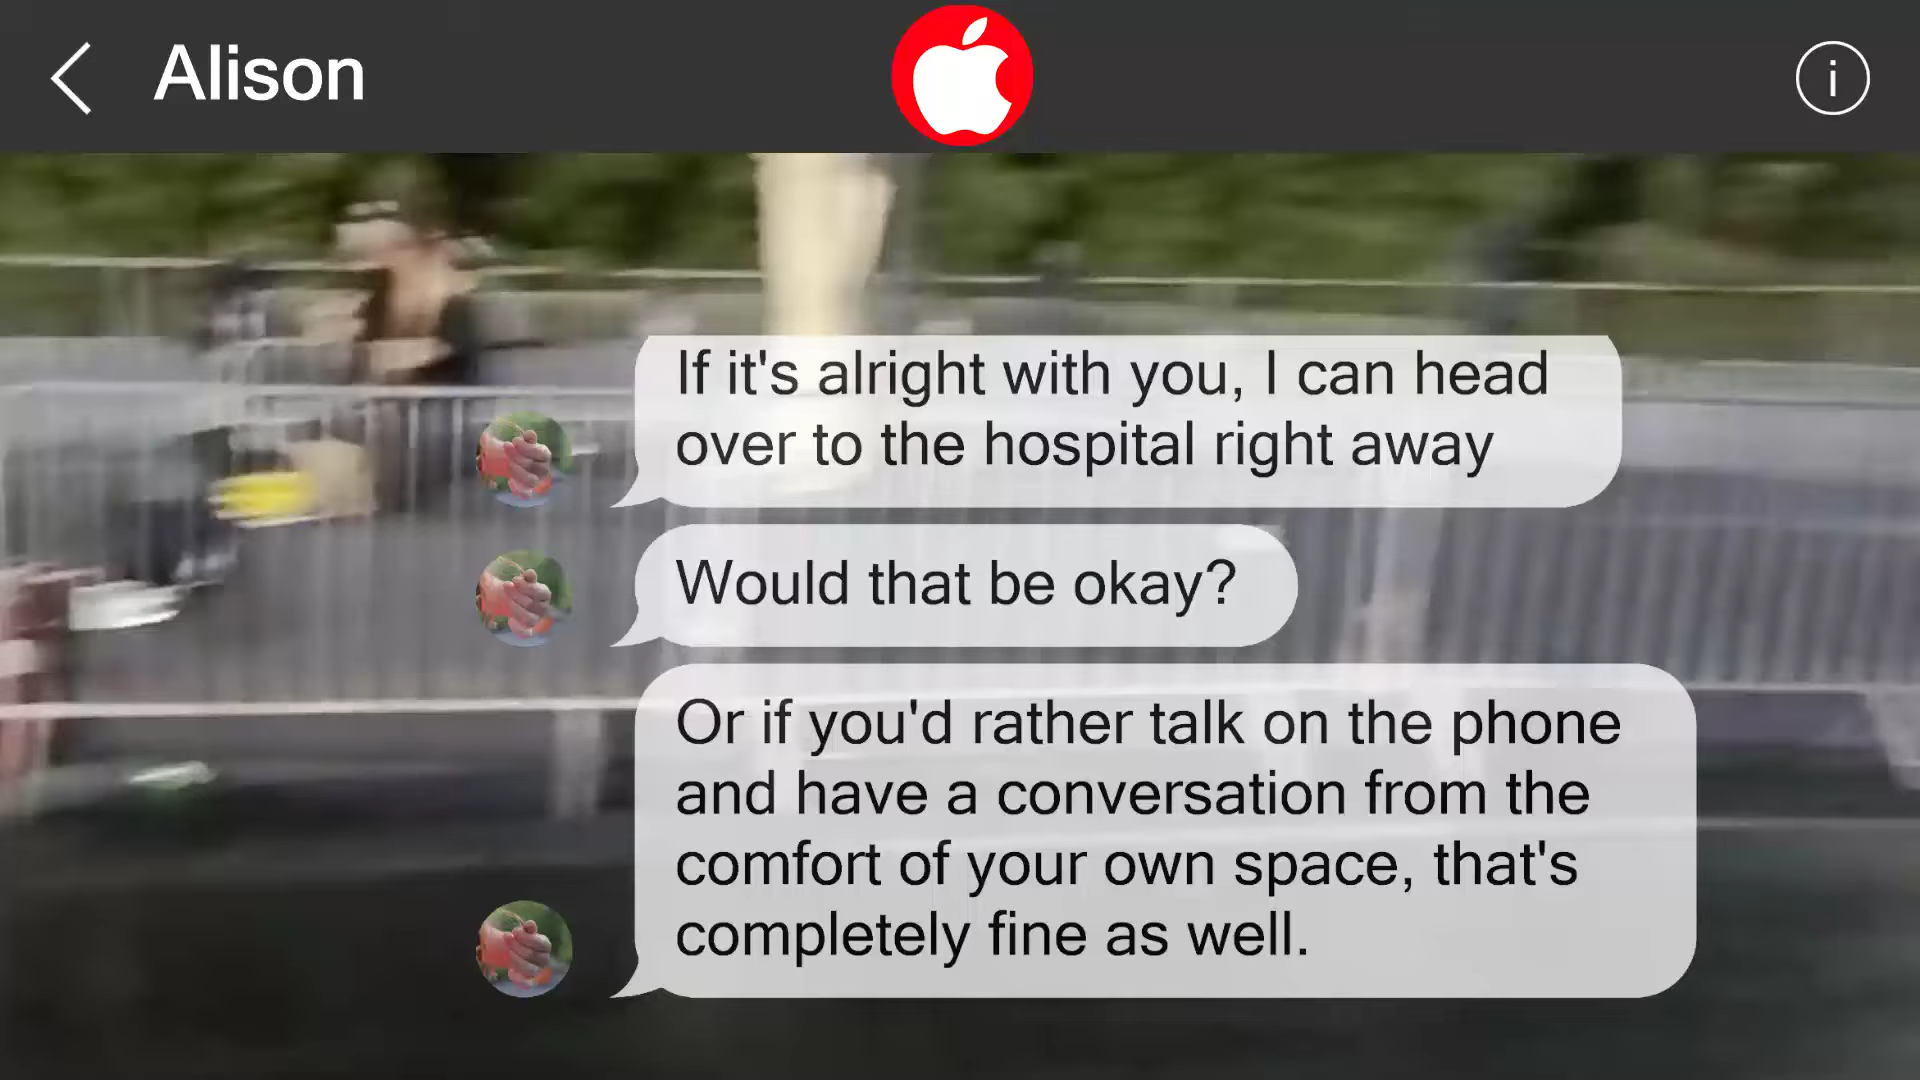 Alison
If it's alright with you, I can head
over to the hospital right away
Would that be okay?
Or if you'd rather talk on the phone
and have a conversation from the
comfort of your own space, that's
completely fine as well.